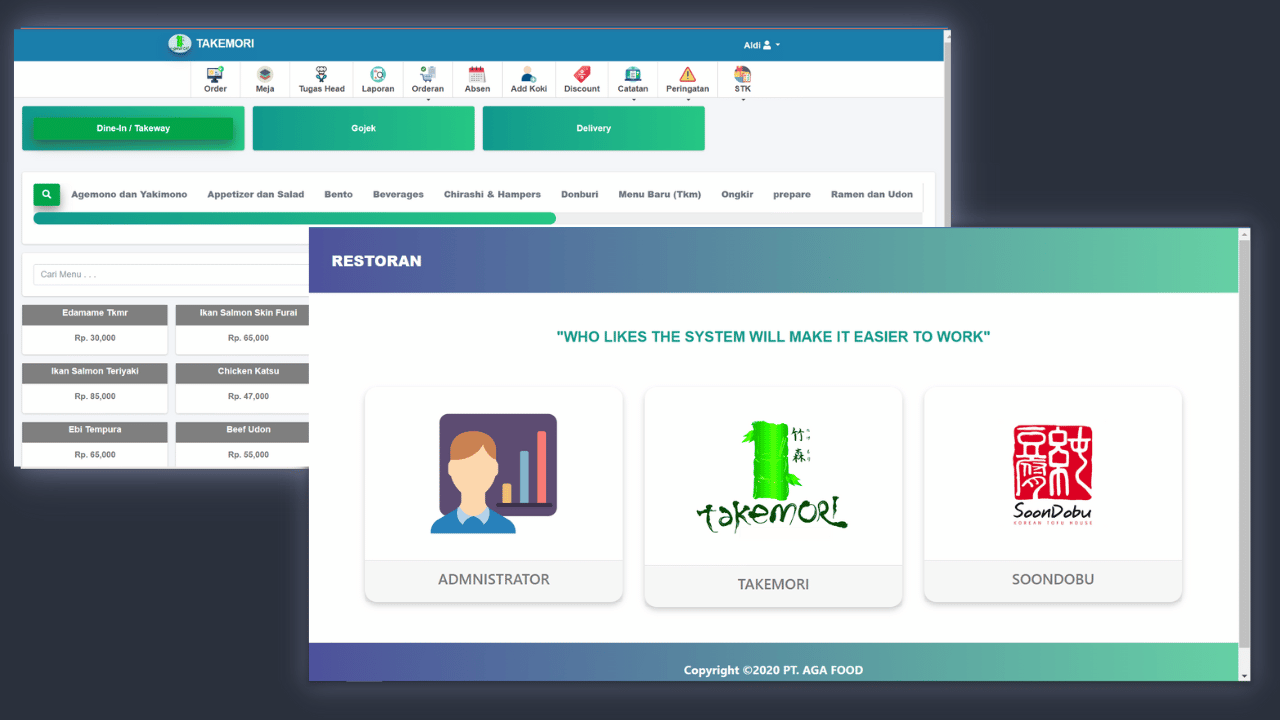 TAKEMORI
Aldi
Order
Meja
Tugas Head
Laporan
Orderan
Absen
Add Koki
Discount
Catatan
Peringatan
STK
Dine-In / Takeway
Gojek
Delivery
Agemono dan Yakimono
Appetizer dan Salad
Bento
Beverages
Chirashi & Hampers
Donburi
Menu Baru (Tkm)
Ongkir
prepare
Ramen dan Udon
Cari Menu . . .
Edamame Tkmr
Ikan Salmon Skin Furai
Rp. 30,000
Rp. 65,000
Ikan Salmon Teriyaki
Chicken Katsu
Rp. 85,000
Rp. 47,000
Ebi Tempura
Beef Udon
Rp. 65,000
Rp. 55,000
RESTORAN
"WHO LIKES THE SYSTEM WILL MAKE IT EASIER TO WORK"
竹
森
takemori
SoonDobu
KOREAN TOFU HOUSE
ADMNISTRATOR
TAKEMORI
SOONDOBU
Copyright ©2020 PT. AGA FOOD